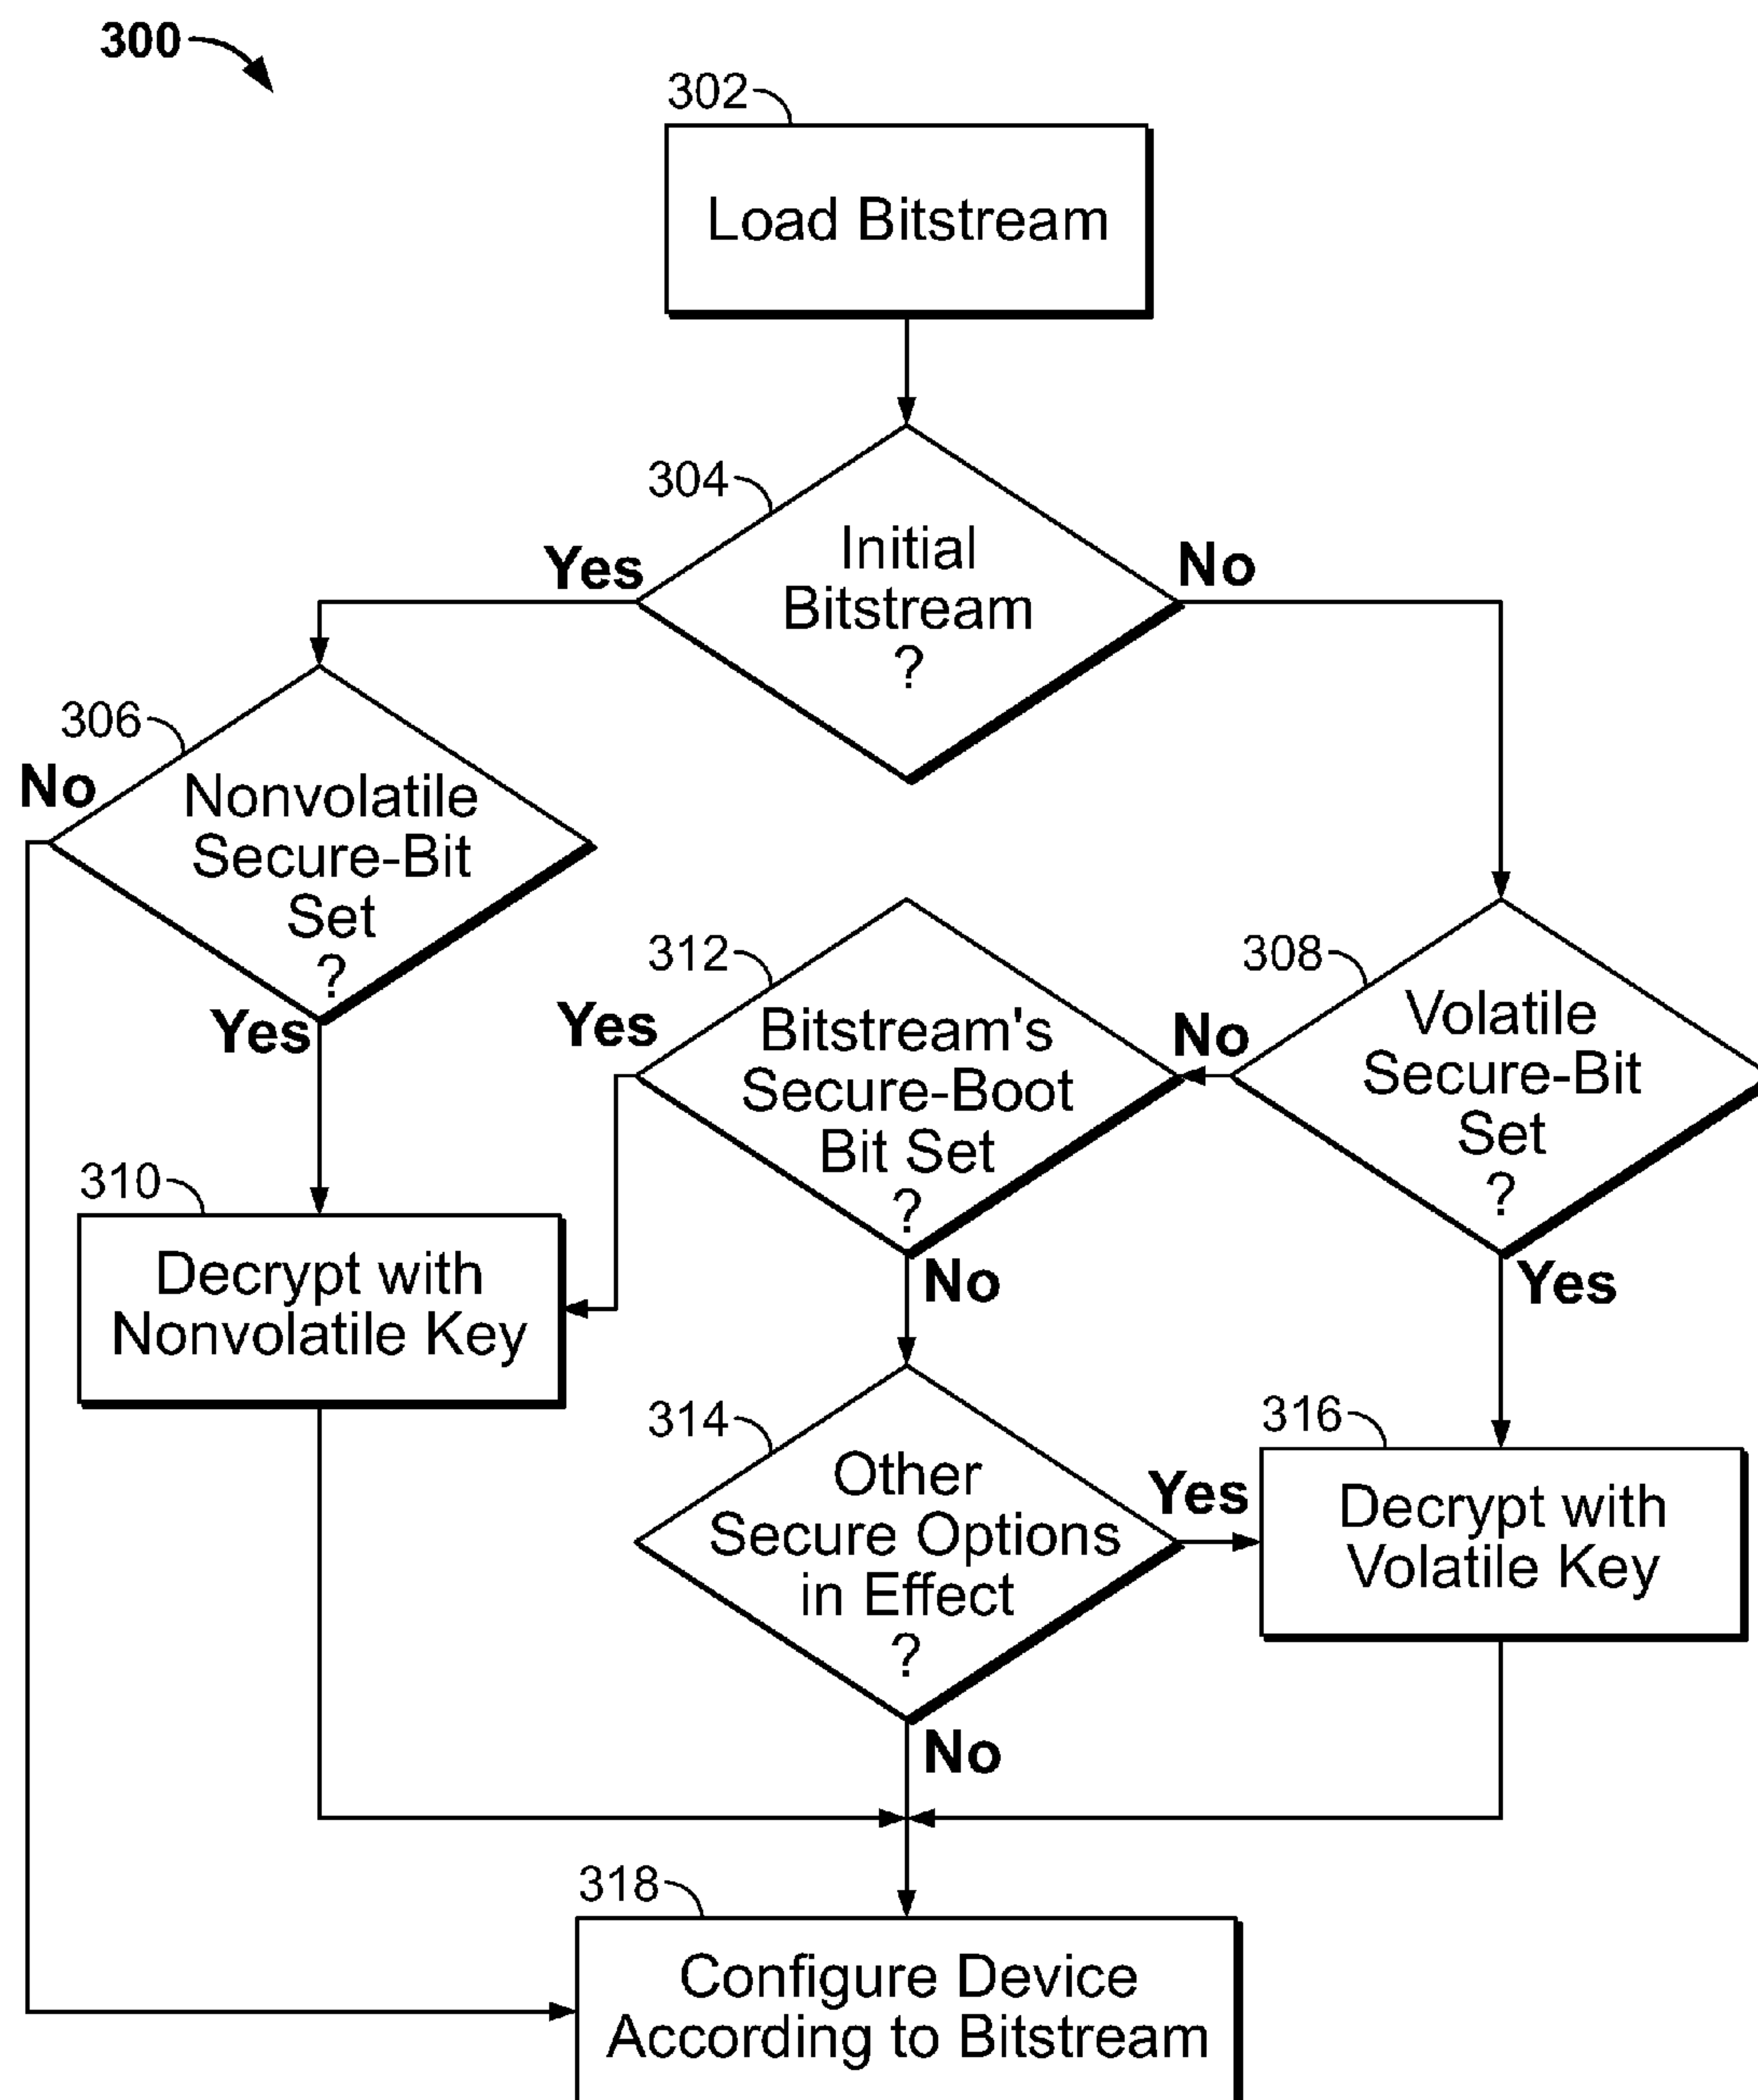 300
302
Load Bitstream
304
Initial
Bitstream
?
Yes
No
306
Nonvolatile
Secure-Bit
Set
?
No
Yes
308
Volatile
Secure-Bit
Set
?
No
Yes
312
Bitstream's
Secure-Boot
Bit Set
?
Yes
No
310
Decrypt with
Nonvolatile Key
314
Other
Secure Options
in Effect
?
Yes
No
316
Decrypt with
Volatile Key
318
Configure Device
According to Bitstream